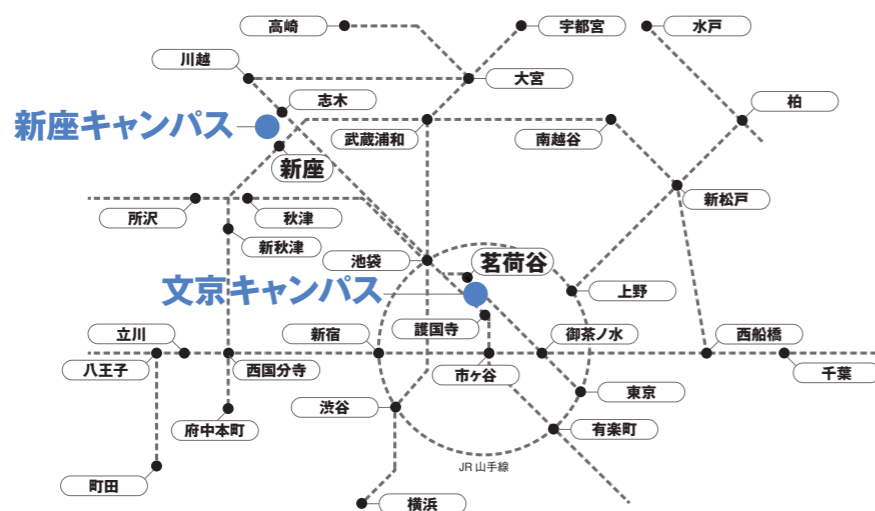 高崎
宇都宮
水戸
川越
大宮
志木
柏
新座キャンパス
武蔵浦和
南越谷
新座
新松戸
所沢
秋津
新秋津
池袋
茗荷谷
文京キャンパス
上野
護国寺
立川
新宿
御茶ノ水
西船橋
八王子
西国分寺
市ヶ谷
千葉
東京
渋谷
府中本町
有楽町
JR 山手線
町田
横浜